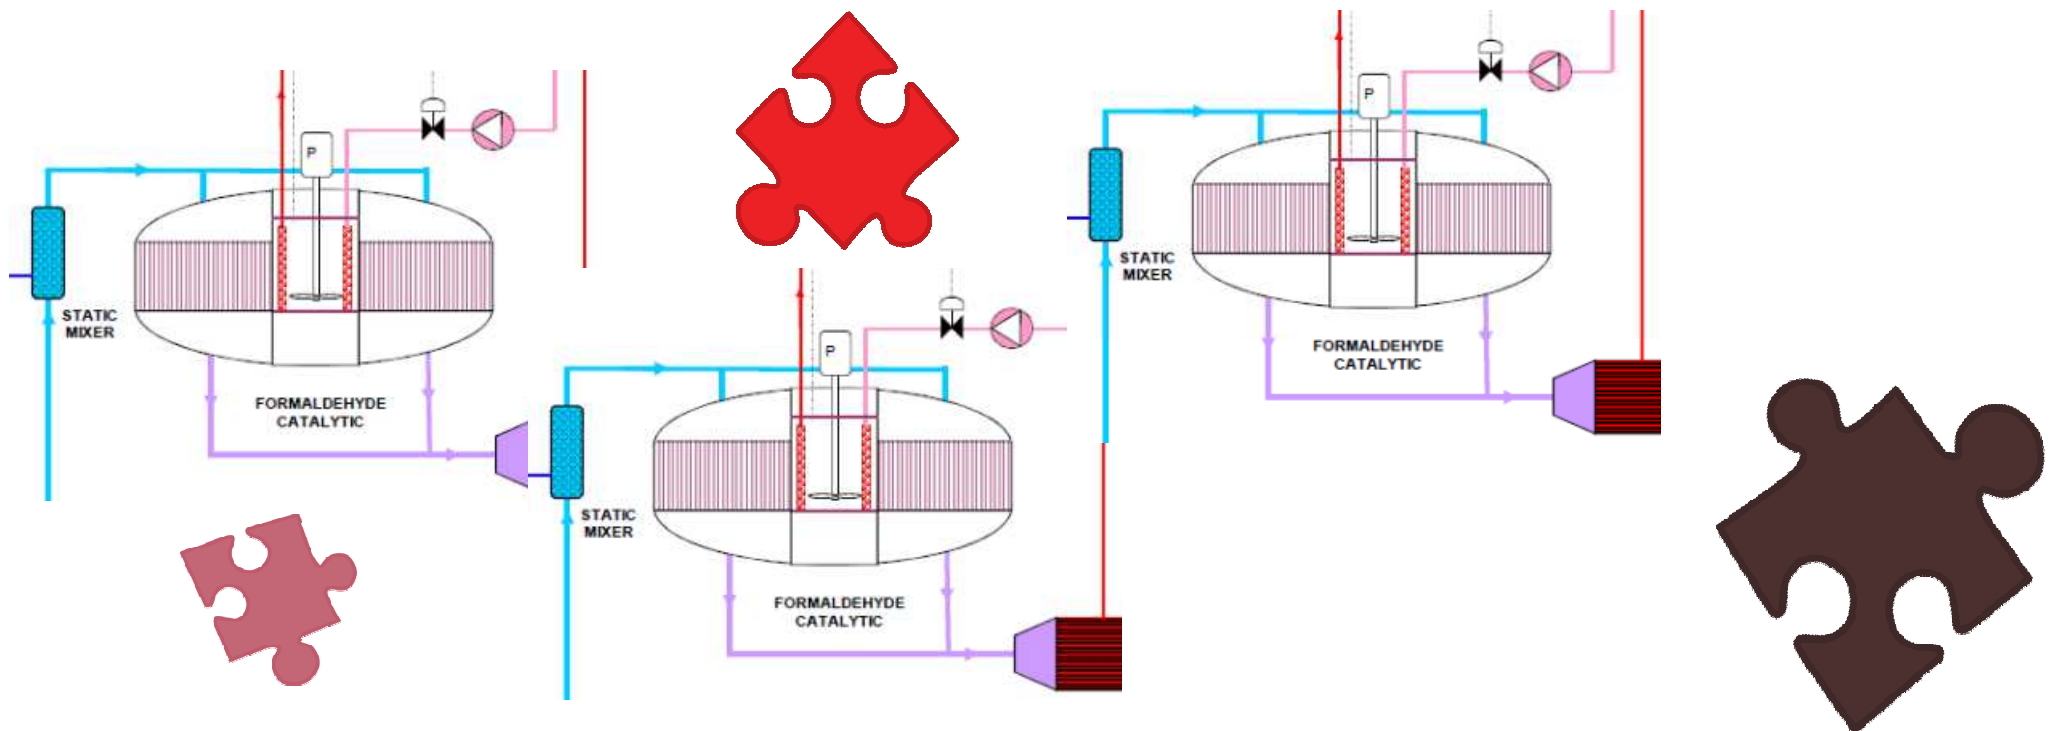 P
STATIC
MIXER
FORMALDEHYDE
CATALYTIC
P
STATIC
MIXER
FORMALDEHYDE
CATALYTIC
P
STATIC
MIXER
FORMALDEHYDE
CATALYTIC